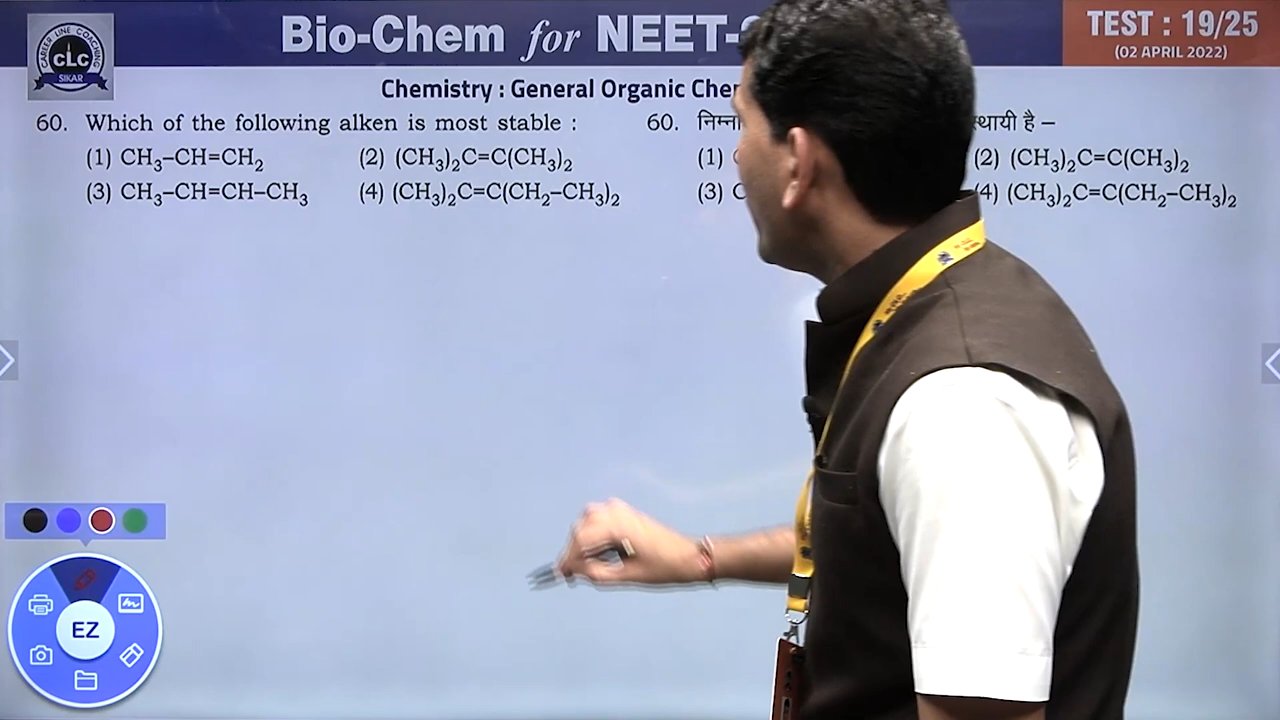 CAREER LINE COACHING
CLC
SIKAR
Bio-Chem for NEET-
TEST : 19/25
(02 APRIL 2022)
Chemistry : General Organic
60. Which of the following alken is most stable :
(1) CH₃–CH=CH₂ (2) (CH₃)₂C=C(CH₃)₂
(3) CH₃–CH=CH–CH₃ (4) (CH₃)₂C=C(CH₂–CH₃)₂
60. है –
(1) (2) (CH₃)₂C=C(CH₃)₂
(3) (4) (CH₃)₂C=C(CH₂–CH₃)₂
EZ